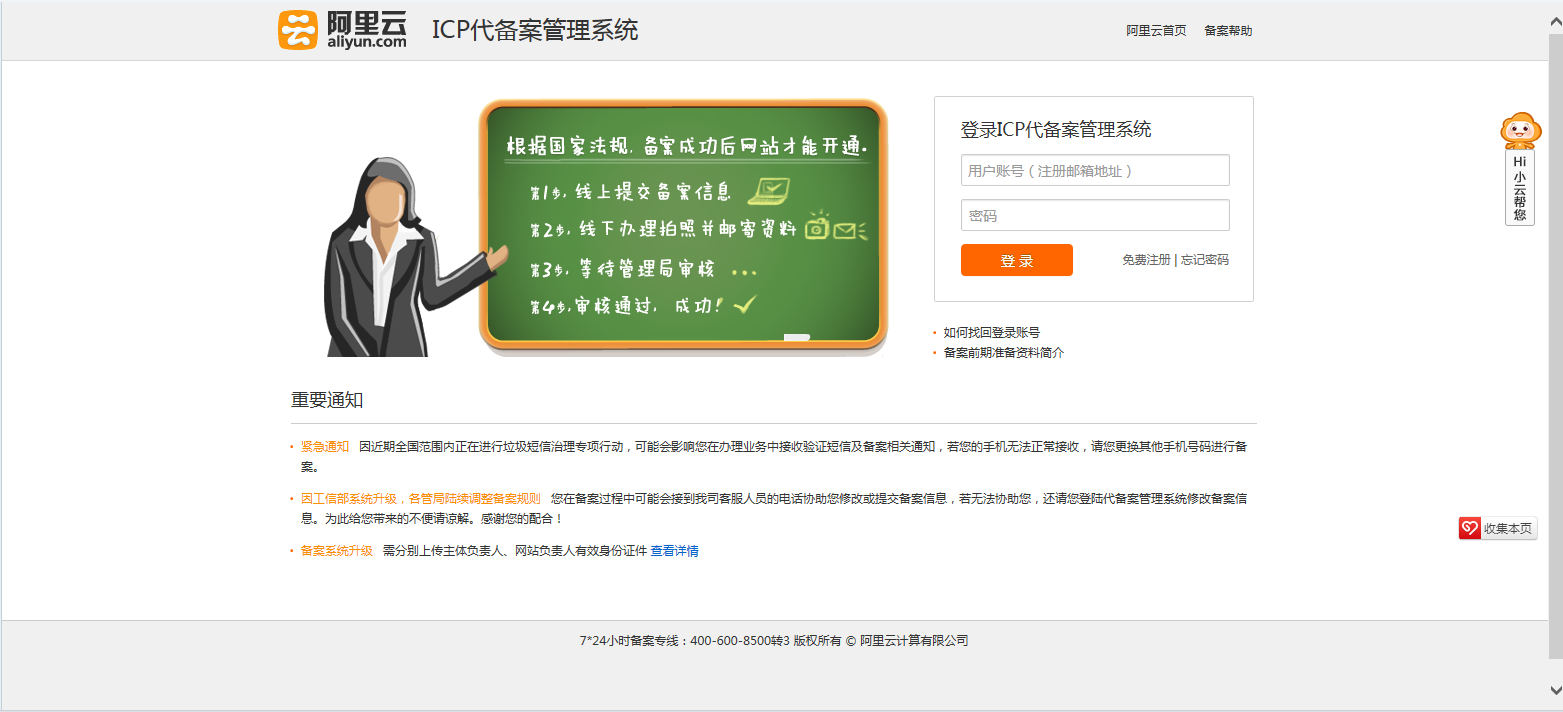 阿里云
aliyun.com
ICP代备案管理系统
阿里云首页 备案帮助
根据国家法规,备案成功后网站才能开通.
第1步,线上提交备案信息
第2步,线下办理拍照并邮寄资料
第3步,等待管理局审核 ...
第4步,审核通过, 成功!
登录ICP代备案管理系统
用户账号(注册邮箱地址)
密码
登 录
免费注册 | 忘记密码
如何找回登录账号
备案前期准备资料简介
Hi
小云帮您
重要通知
紧急通知 因近期全国范围内正在进行垃圾短信治理专项行动,可能会影响您在办理业务中接收验证短信及备案相关通知,若您的手机无法正常接收,请您更换其他手机号码进行备
案。
因工信部系统升级,各管局陆续调整备案规则 您在备案过程中可能会接到我司客服人员的电话协助您修改或提交备案信息,若无法协助您,还请您登陆代备案管理系统修改备案信
息。为此给您带来的不便请谅解。感谢您的配合!
备案系统升级 需分别上传主体负责人、网站负责人有效身份证件 查看详情
收集本页
7*24小时备案专线:400-600-8500转3 版权所有 © 阿里云计算有限公司